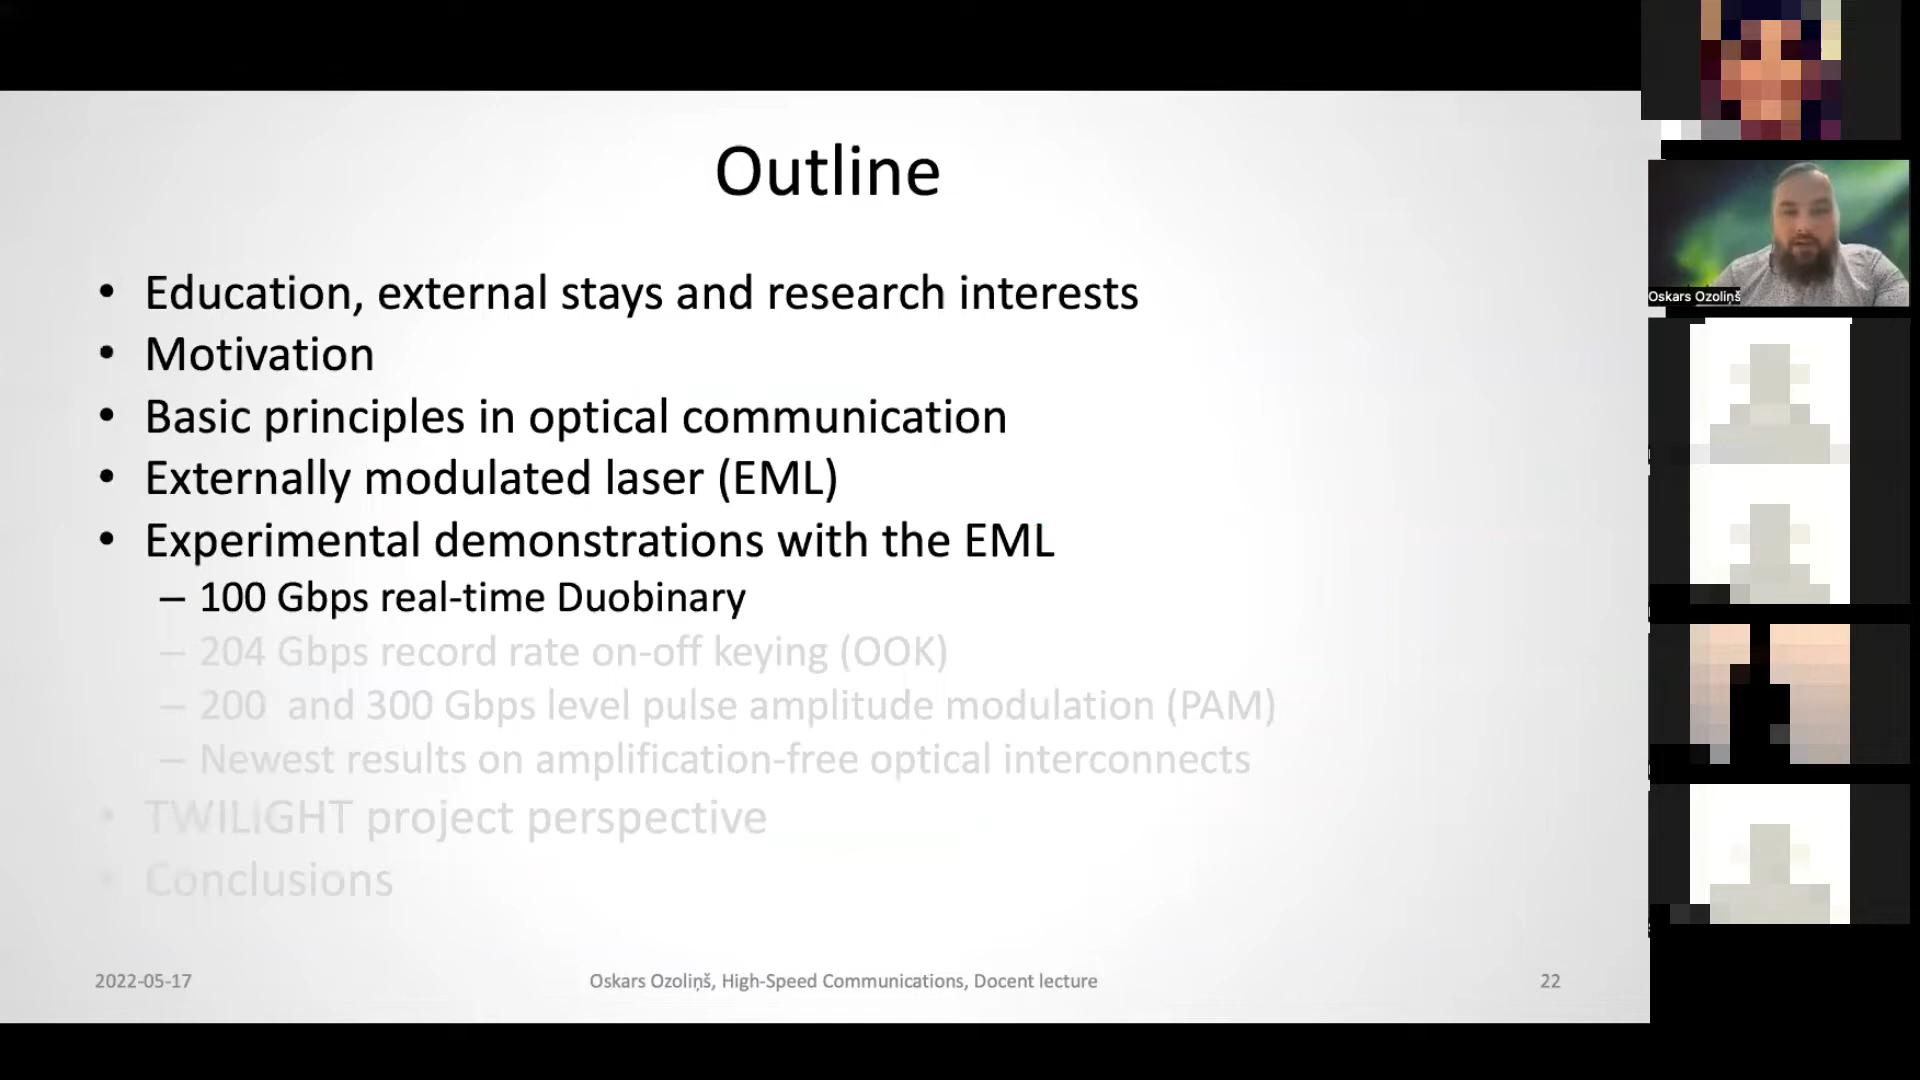 Outline
• Education, external stays and research interests
• Motivation
• Basic principles in optical communication
• Externally modulated laser (EML)
• Experimental demonstrations with the EML
– 100 Gbps real-time Duobinary
– 204 Gbps record rate on-off keying (OOK)
– 200  and 300 Gbps level pulse amplitude modulation (PAM)
– Newest results on amplification-free optical interconnects
• TWILIGHT project perspective
• Conclusions
2022-05-17
Oskars Ozoliņš, High-Speed Communications, Docent lecture
22
Oskars Ozoliņš